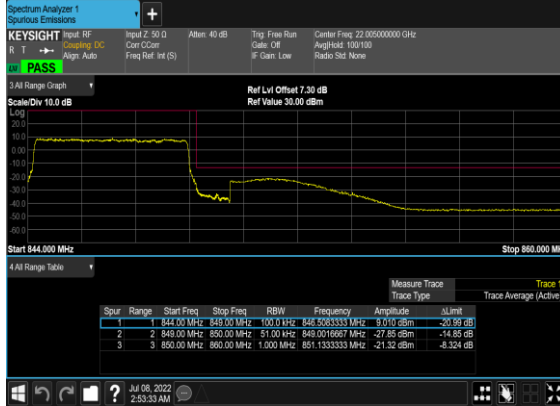 Spectrum Analyzer 1
Spurious Emissions
+
KEYSIGHT Input: RF Input Z: 50 Ω Atten: 40 dB Trig: Free Run Center Freq: 22.005000000 GHz
R T Coupling: DC Corr CCorr Gate: Off Avg|Hold: 100/100
Align: Auto Freq Ref: Int (S) IF Gain: Low Radio Std: None
PASS
3 All Range Graph
Ref Lvl Offset 7.30 dB
Scale/Div 10.0 dB Ref Value 30.00 dBm
Log
20.0
10.0
0.00
-10.0
-20.0
-30.0
-40.0
-50.0
-60.0
Start 844.000 MHz Stop 860.000 MH
4 All Range Table
Measure Trace Trace 1
Trace Type Trace Average (Active
Spur Range Start Freq Stop Freq RBW Frequency Amplitude ΔLimit
1 1 844.00 MHz 849.00 MHz 100.0 kHz 846.5083333 MHz 9.010 dBm -20.99 dB
2 2 849.00 MHz 850.00 MHz 51.00 kHz 849.0016667 MHz -27.85 dBm -14.85 dB
3 3 850.00 MHz 860.00 MHz 1.000 MHz 851.1333333 MHz -21.32 dBm -8.324 dB
?
Jul 08, 2022
2:53:33 AM